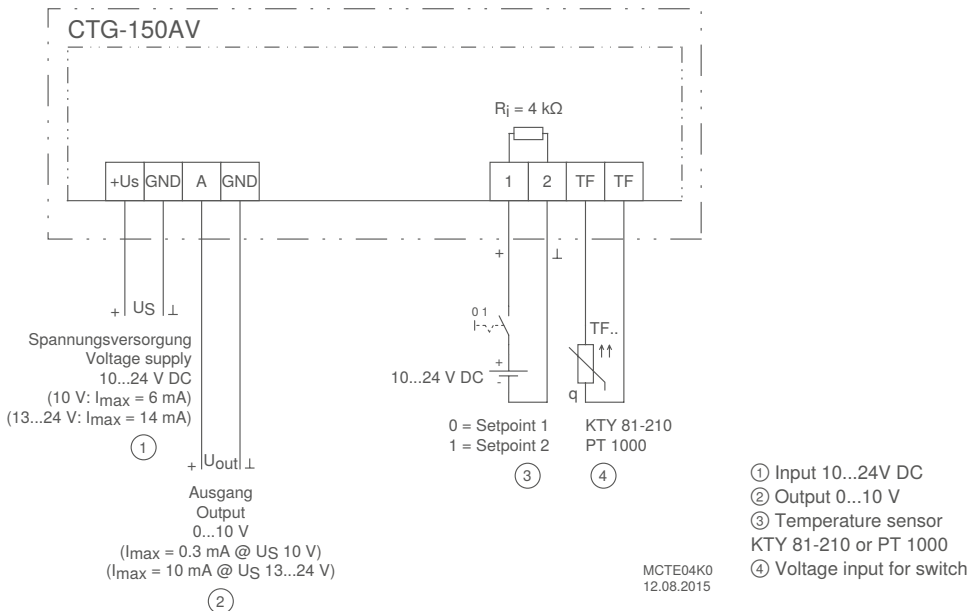 CTG-150AV
Ri = 4 kΩ
+Us GND A GND
1 2 TF TF
+ ⊥
+ US ⊥
Spannungsversorgung
Voltage supply
10...24 V DC
(10 V: Imax = 6 mA)
(13...24 V: Imax = 14 mA)
1
0 1
+
10...24 V DC
-
TF..
q
0 = Setpoint 1
1 = Setpoint 2
3
KTY 81-210
PT 1000
4
+ Uout ⊥
Ausgang
Output
0...10 V
(Imax = 0.3 mA @ US 10 V)
(Imax = 10 mA @ US 13...24 V)
2
MCTE04K0
12.08.2015
① Input 10...24V DC
② Output 0...10 V
③ Temperature sensor
KTY 81-210 or PT 1000
④ Voltage input for switch